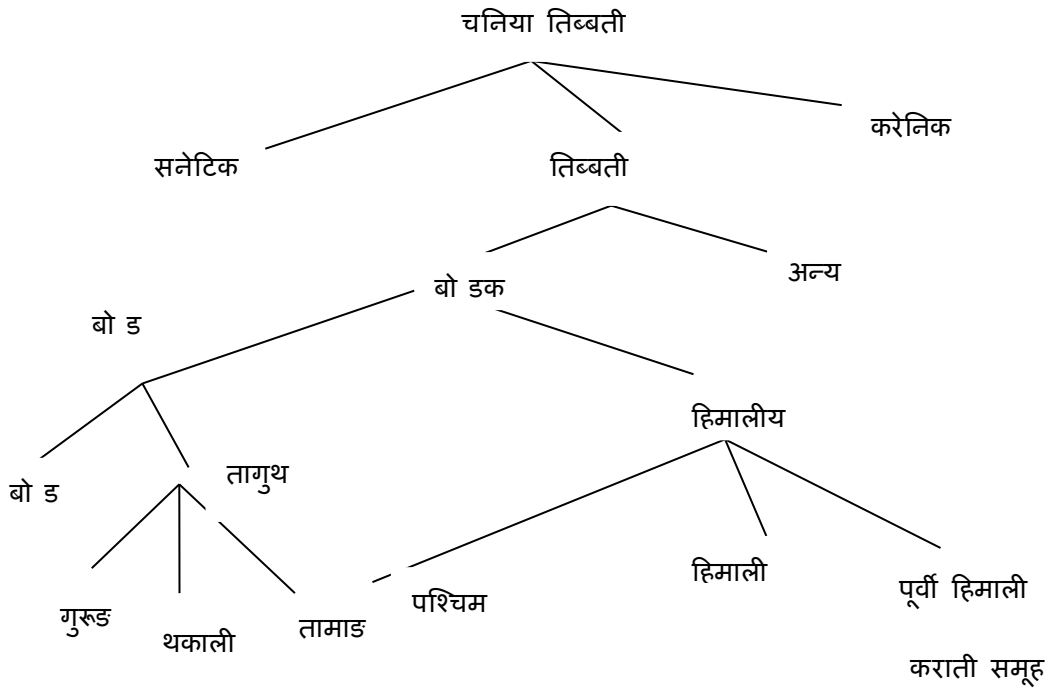 चनिया तिब्बती
करेनिक
सनेटिक
तिब्बती
अन्य
बो डक
बो ड
हिमालीय
तागुथ
बो ड
हिमाली
पूर्वी हिमाली
पश्चिम
गुरूङ
थकाली
तामाङ
कराती समूह